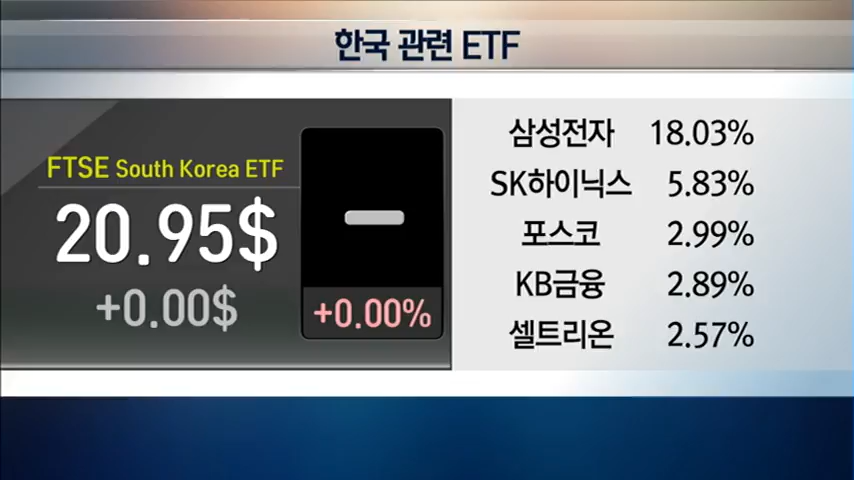 한국 관련 ETF
FTSE South Korea ETF
20.95$
+0.00$
+0.00%
삼성전자 18.03%
SK하이닉스 5.83%
포스코 2.99%
KB금융 2.89%
셀트리온 2.57%